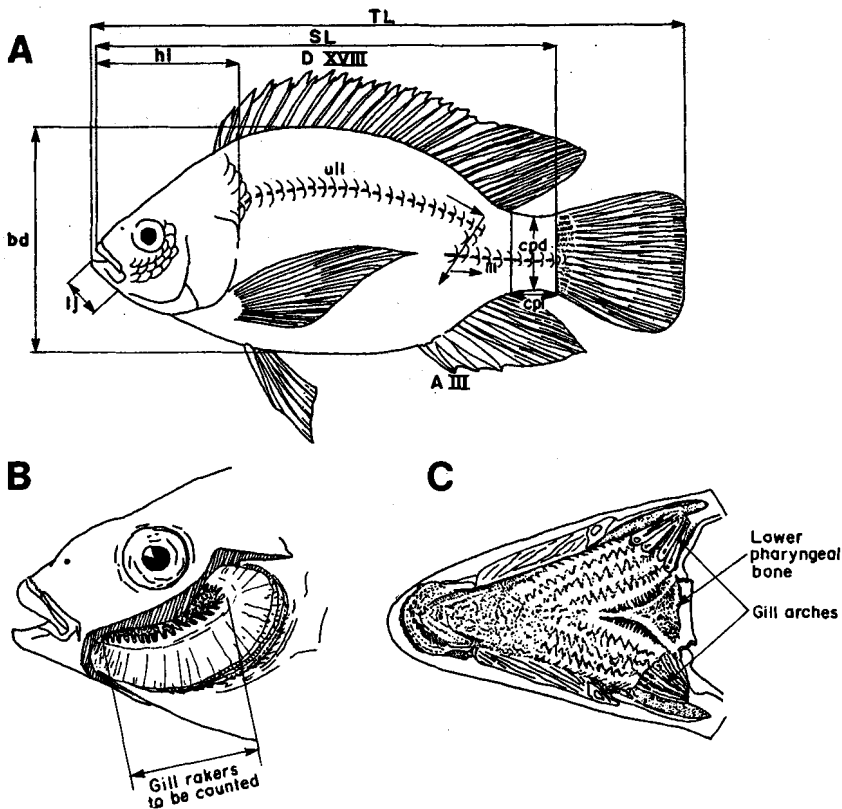 A
TL
SL
hl
D XVIII
ull
bd
cpd
lll
lj
cpl
A III
B
C
Lower
pharyngeal
bone
Gill arches
Gill rakers
to be counted